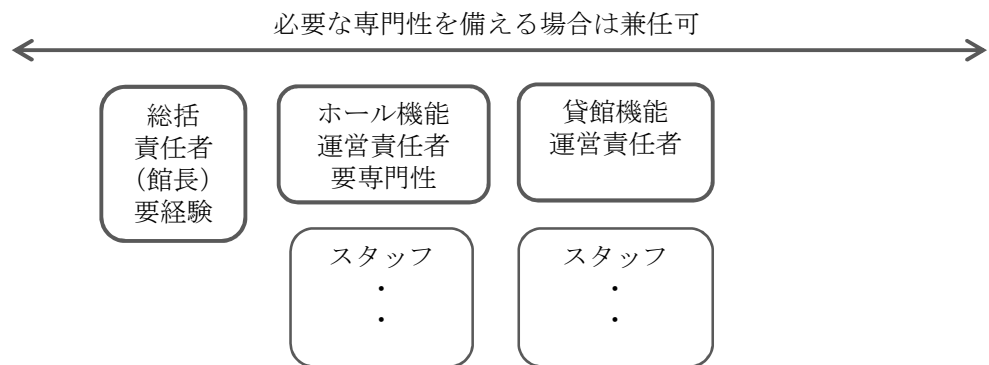 必要な専門性を備える場合は兼任可
総括
責任者
(館長)
要経験
ホール機能
運営責任者
要専門性
貸館機能
運営責任者
スタッフ
・
・
スタッフ
・
・